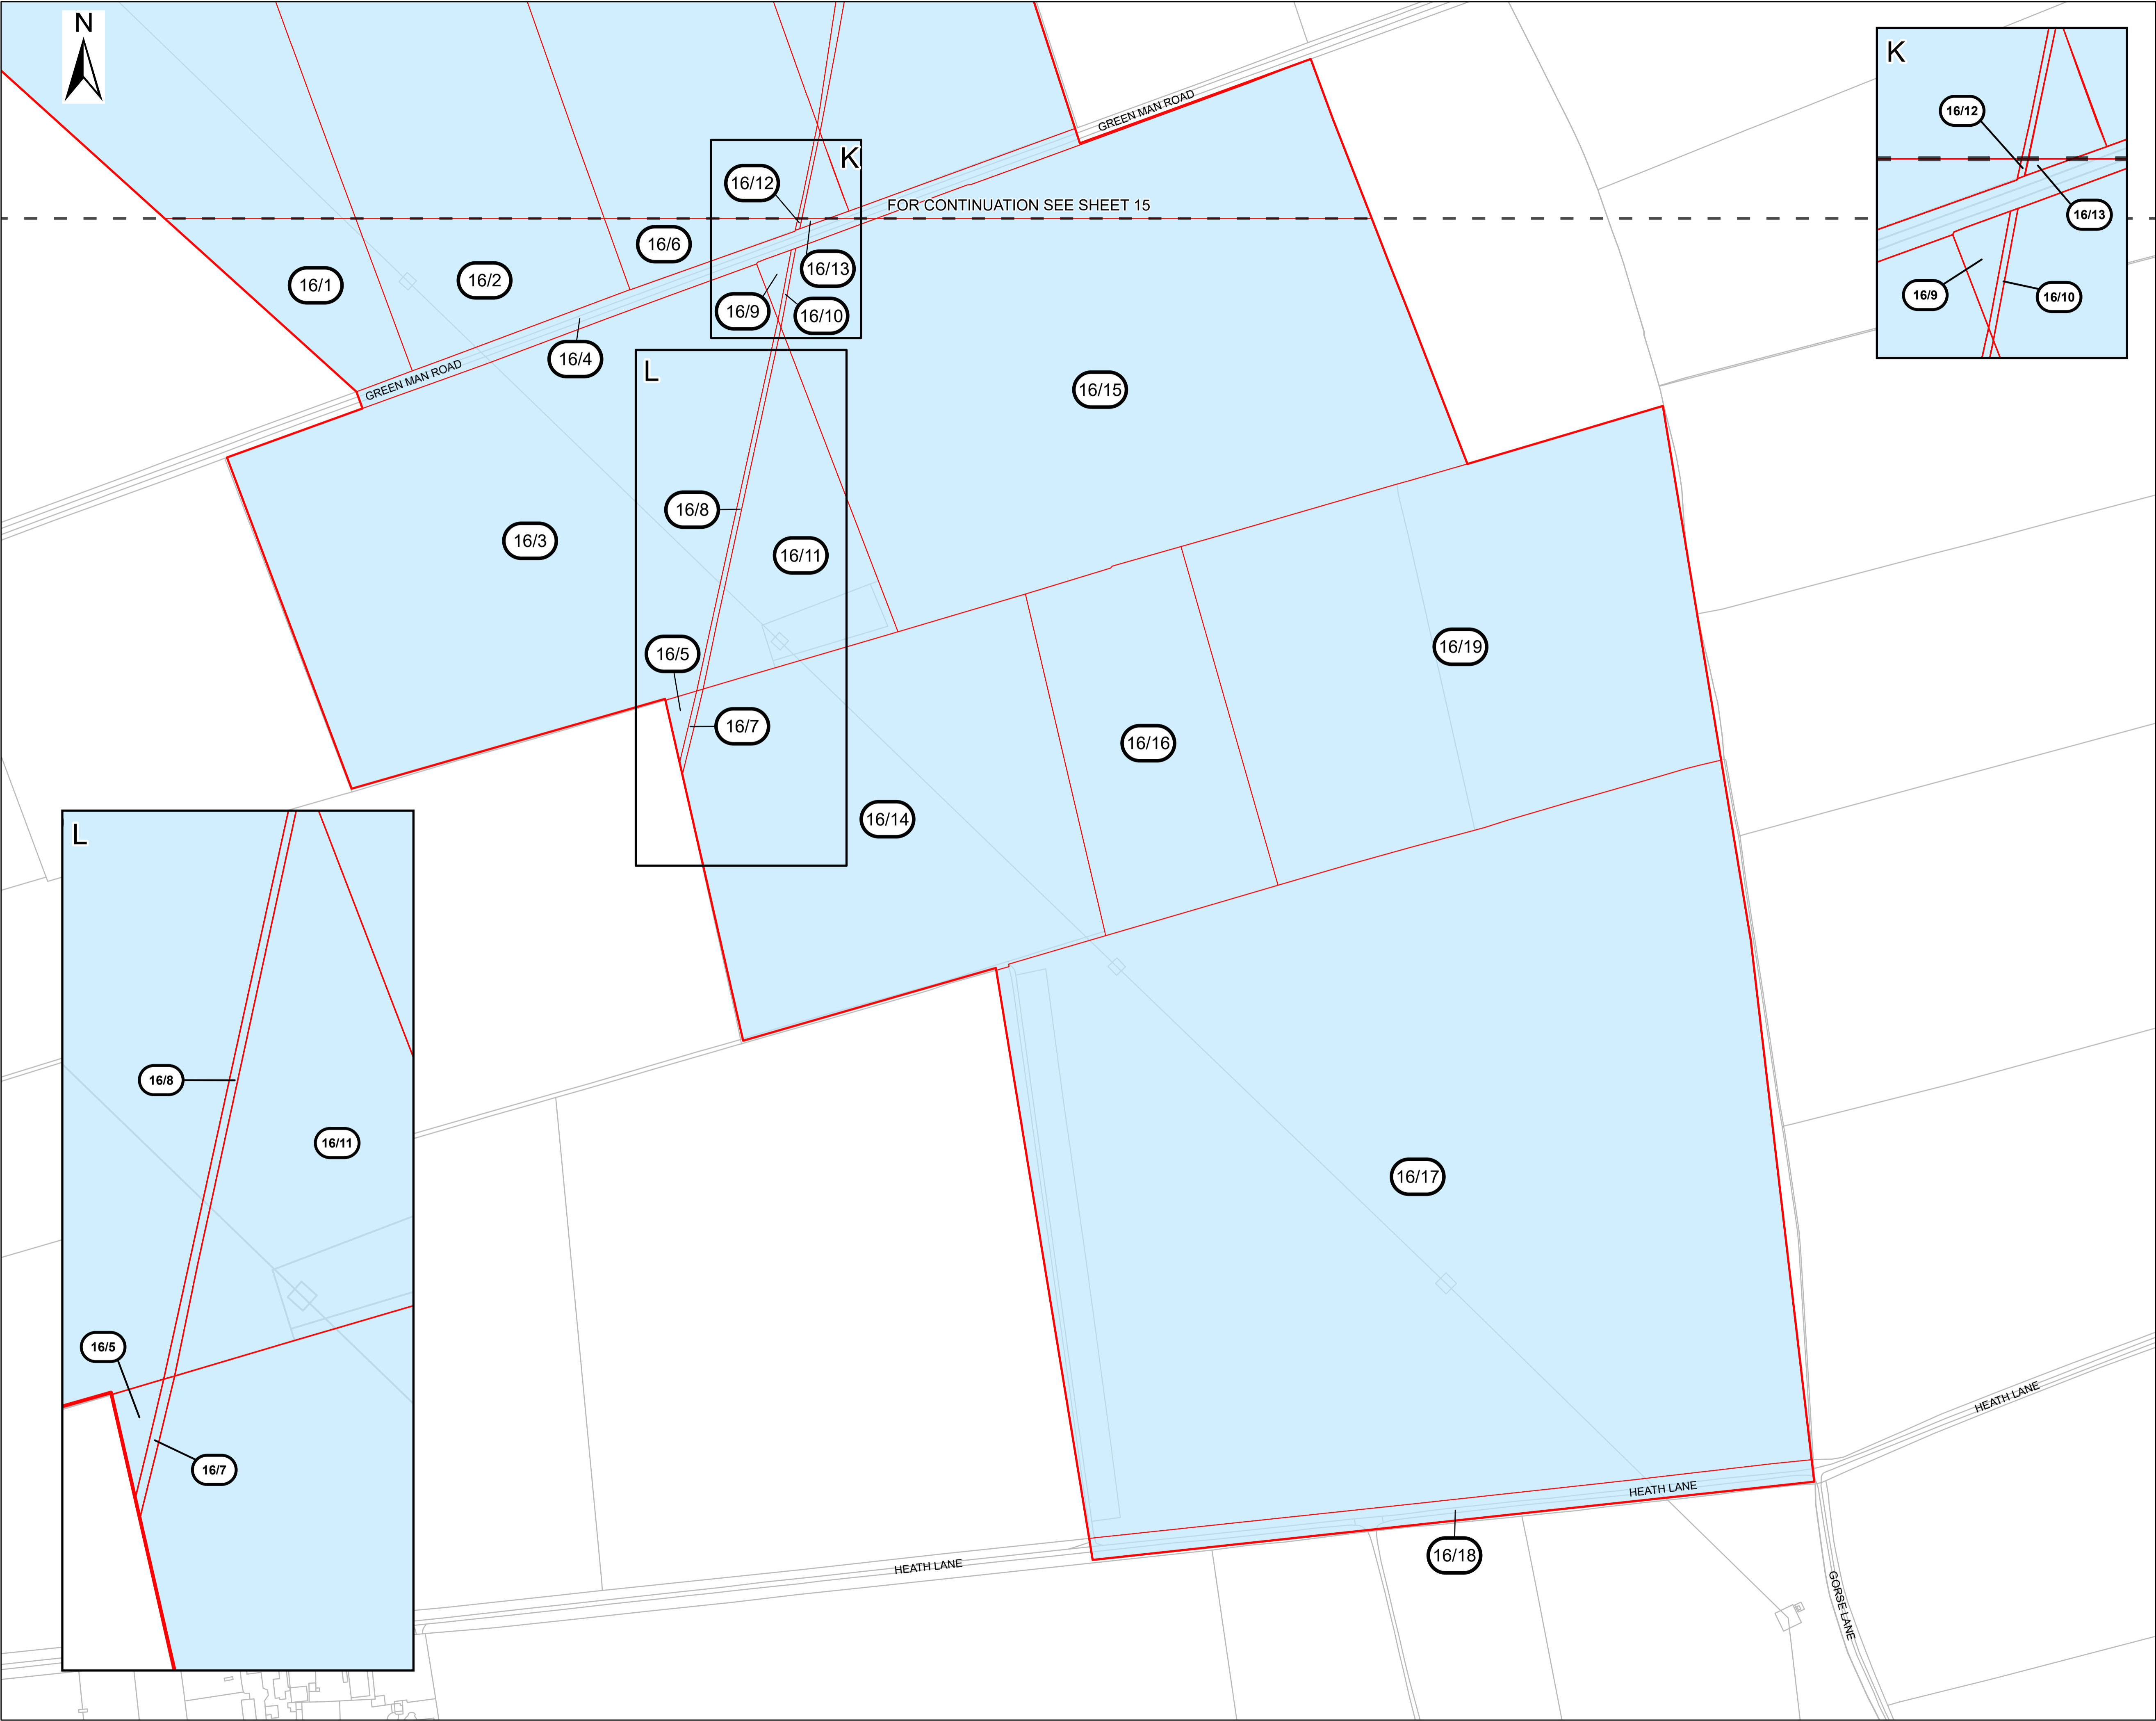 N
K
GREEN MAN ROAD
K
16/12
16/12
FOR CONTINUATION SEE SHEET 15
16/13
16/6
16/13
16/1
16/2
16/9
16/10
16/9
16/10
16/4
L
GREEN MAN ROAD
16/15
16/8
16/3
16/11
16/5
16/19
16/7
16/16
L
16/14
16/8
16/11
16/17
16/5
HEATH LANE
16/7
HEATH LANE
16/18
HEATH LANE
GORSE LANE